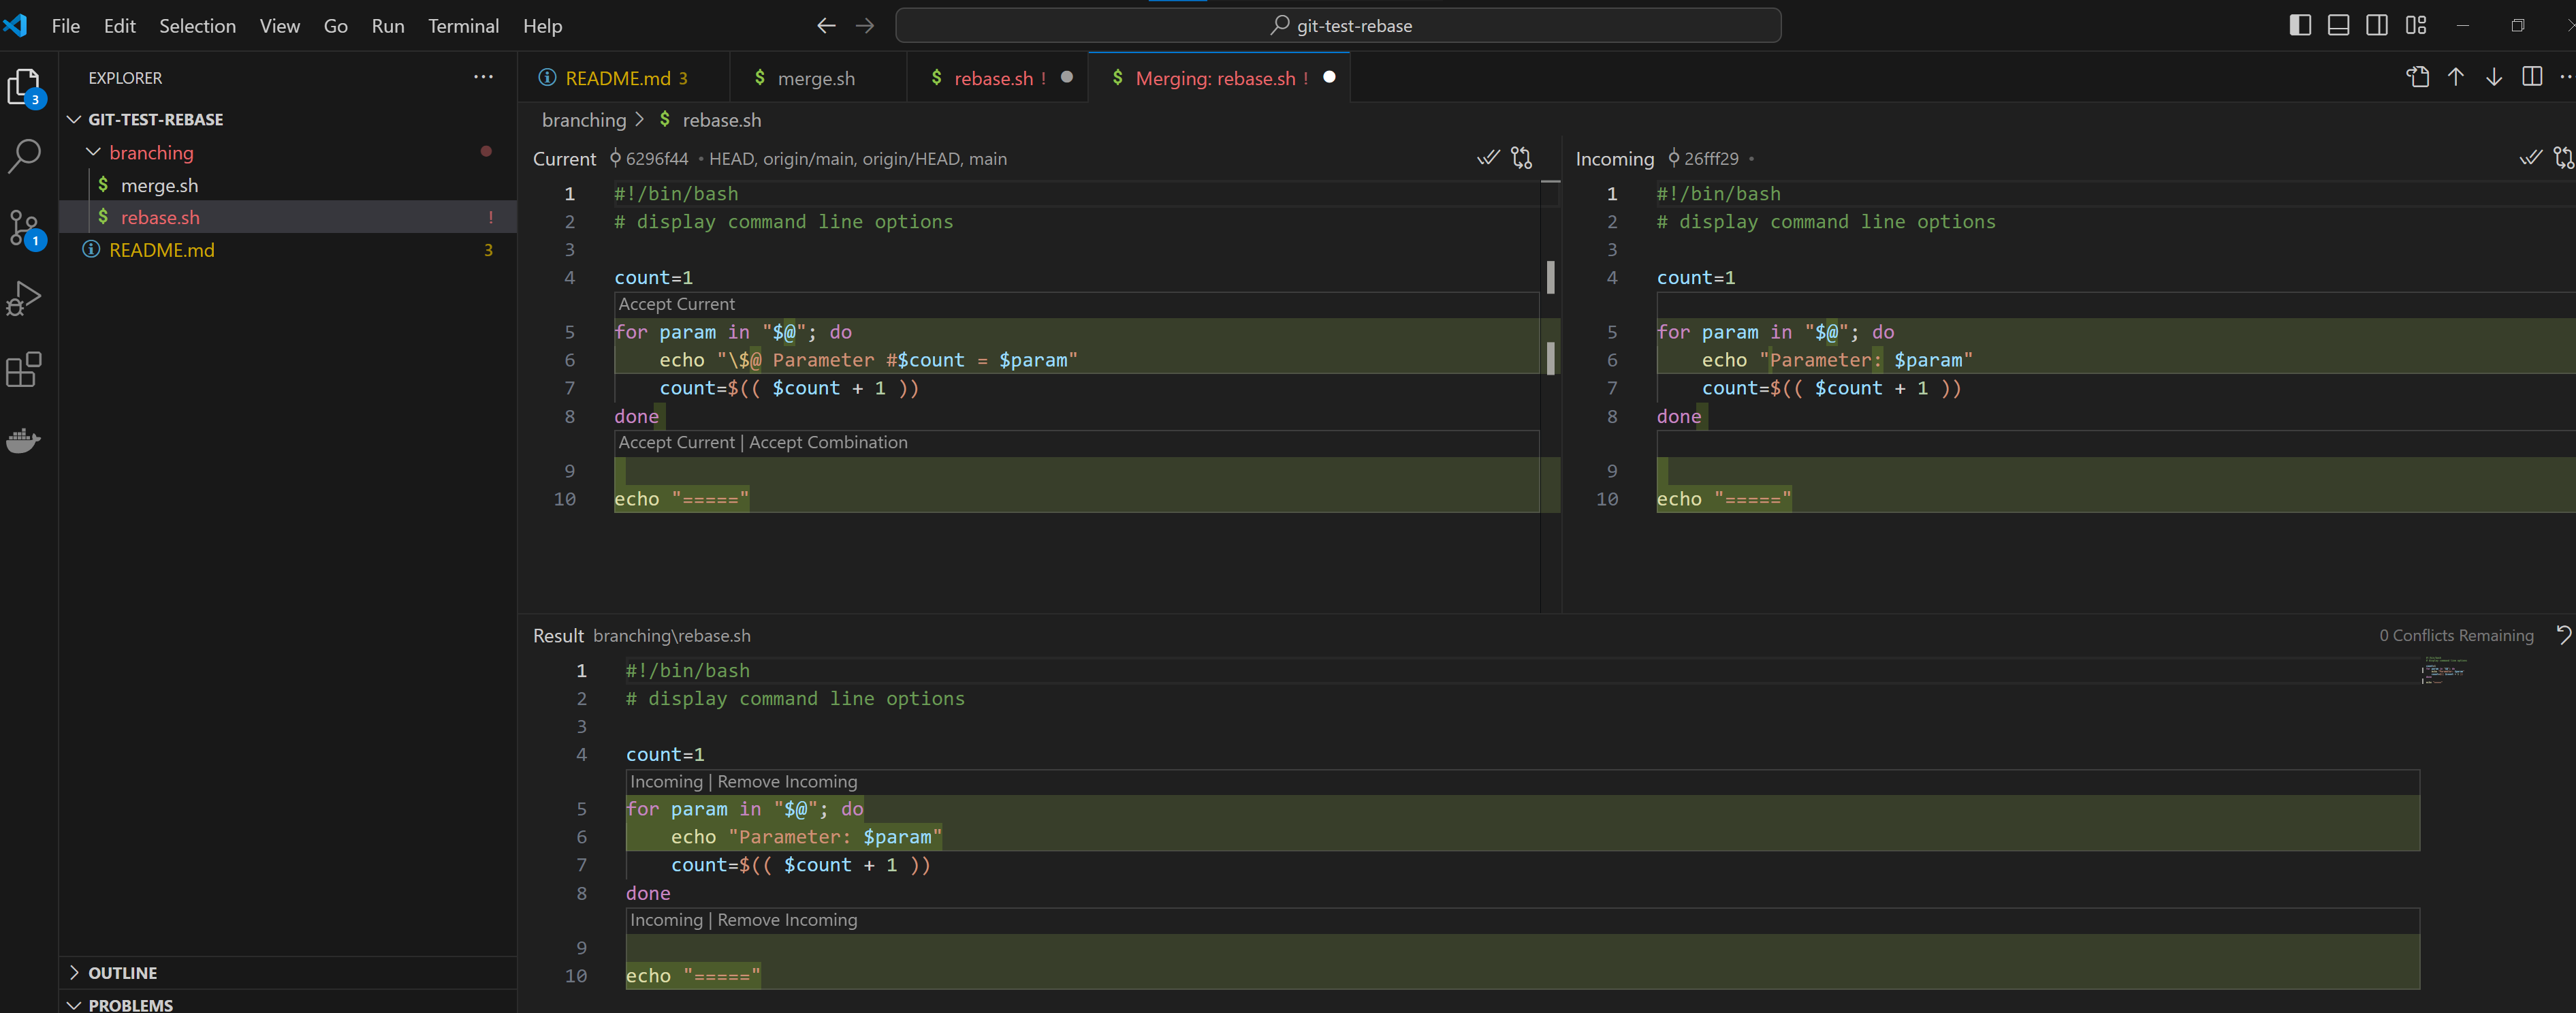 File Edit Selection View Go Run Terminal Help
git-test-rebase
EXPLORER
GIT-TEST-REBASE
branching
$ merge.sh
$ rebase.sh !
README.md 3
OUTLINE
PROBLEMS
3
1
README.md 3
$ merge.sh
$ rebase.sh !
$ Merging: rebase.sh !
branching > $ rebase.sh
Current 6296f44 • HEAD, origin/main, origin/HEAD, main
1 #!/bin/bash
2 # display command line options
3
4 count=1
Accept Current
5 for param in "$@"; do
6 echo "\$@ Parameter #$count = $param"
7 count=$(( $count + 1 ))
8 done
Accept Current | Accept Combination
9
10 echo "====="
Incoming 26fff29 •
1 #!/bin/bash
2 # display command line options
3
4 count=1
5 for param in "$@"; do
6 echo "Parameter: $param"
7 count=$(( $count + 1 ))
8 done
9
10 echo "====="
Result branching\rebase.sh
0 Conflicts Remaining
1 #!/bin/bash
2 # display command line options
3
4 count=1
Incoming | Remove Incoming
5 for param in "$@"; do
6 echo "Parameter: $param"
7 count=$(( $count + 1 ))
8 done
Incoming | Remove Incoming
9
10 echo "====="